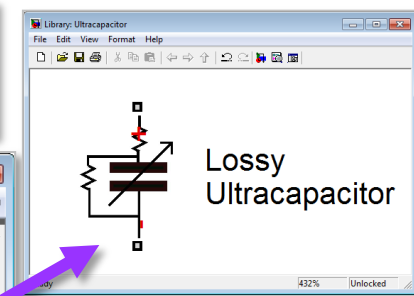 Library: Ultracapacitor
File Edit View Format Help
Lossy
Ultracapacitor
432% Unlocked